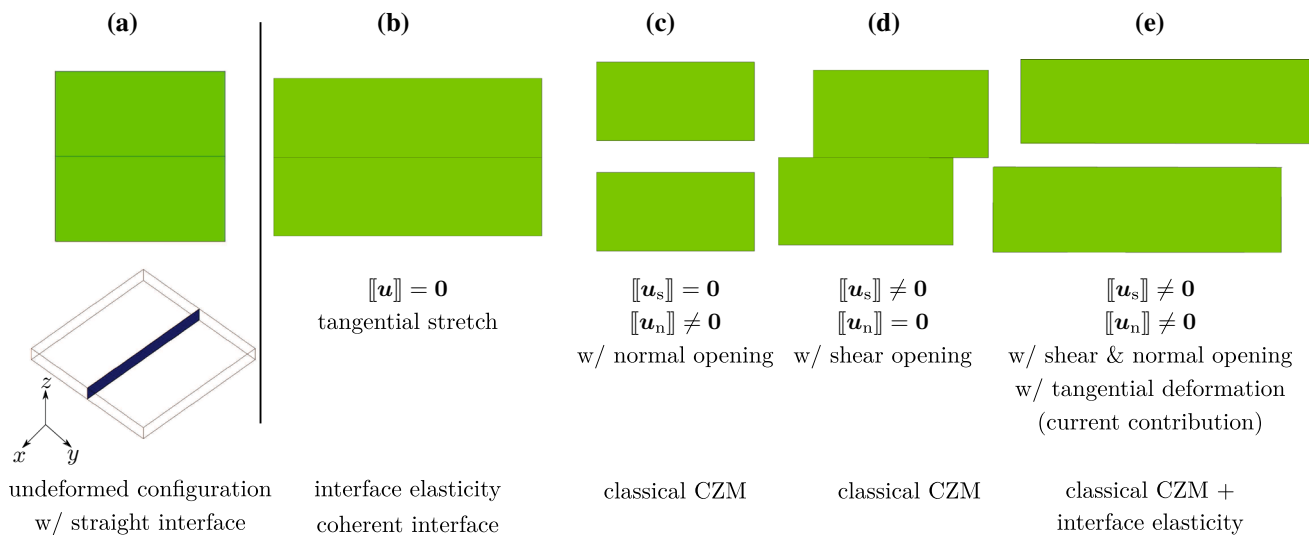 (a)
(b)
(c)
(d)
(e)
⟦u⟧ = 0
tangential stretch
⟦uₛ⟧ = 0
⟦uₙ⟧ ≠ 0
w/ normal opening
⟦uₛ⟧ ≠ 0
⟦uₙ⟧ = 0
w/ shear opening
⟦uₛ⟧ ≠ 0
⟦uₙ⟧ ≠ 0
w/ shear & normal opening
w/ tangential deformation
(current contribution)
z
x
y
undeformed configuration
w/ straight interface
interface elasticity
coherent interface
classical CZM
classical CZM
classical CZM +
interface elasticity